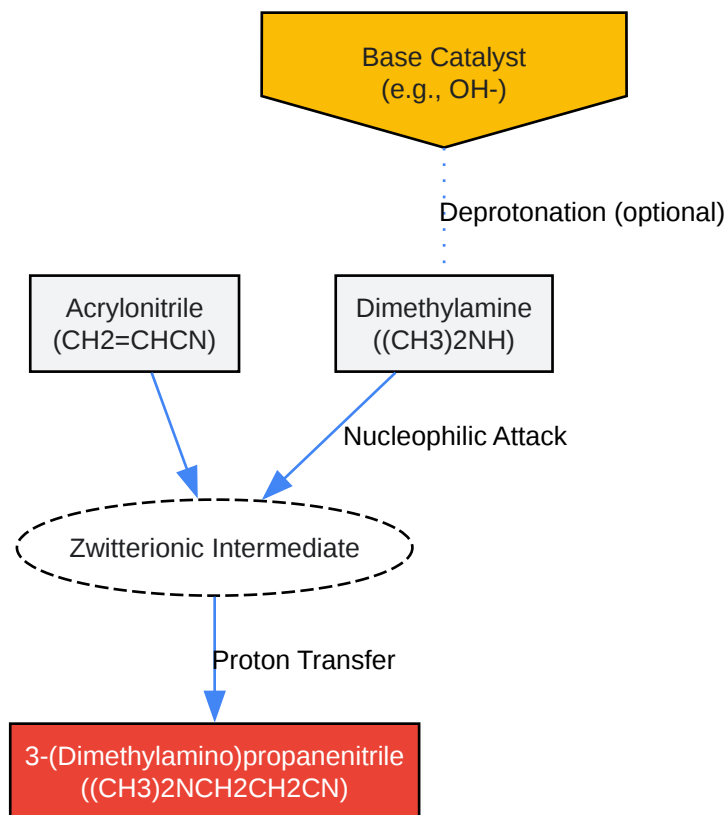 Base Catalyst
(e.g., OH-)
Deprotonation (optional)
Acrylonitrile
(CH2=CHCN)
Dimethylamine
((CH3)2NH)
Nucleophilic Attack
Zwitterionic Intermediate
Proton Transfer
3-(Dimethylamino)propanenitrile
((CH3)2NCH2CH2CN)